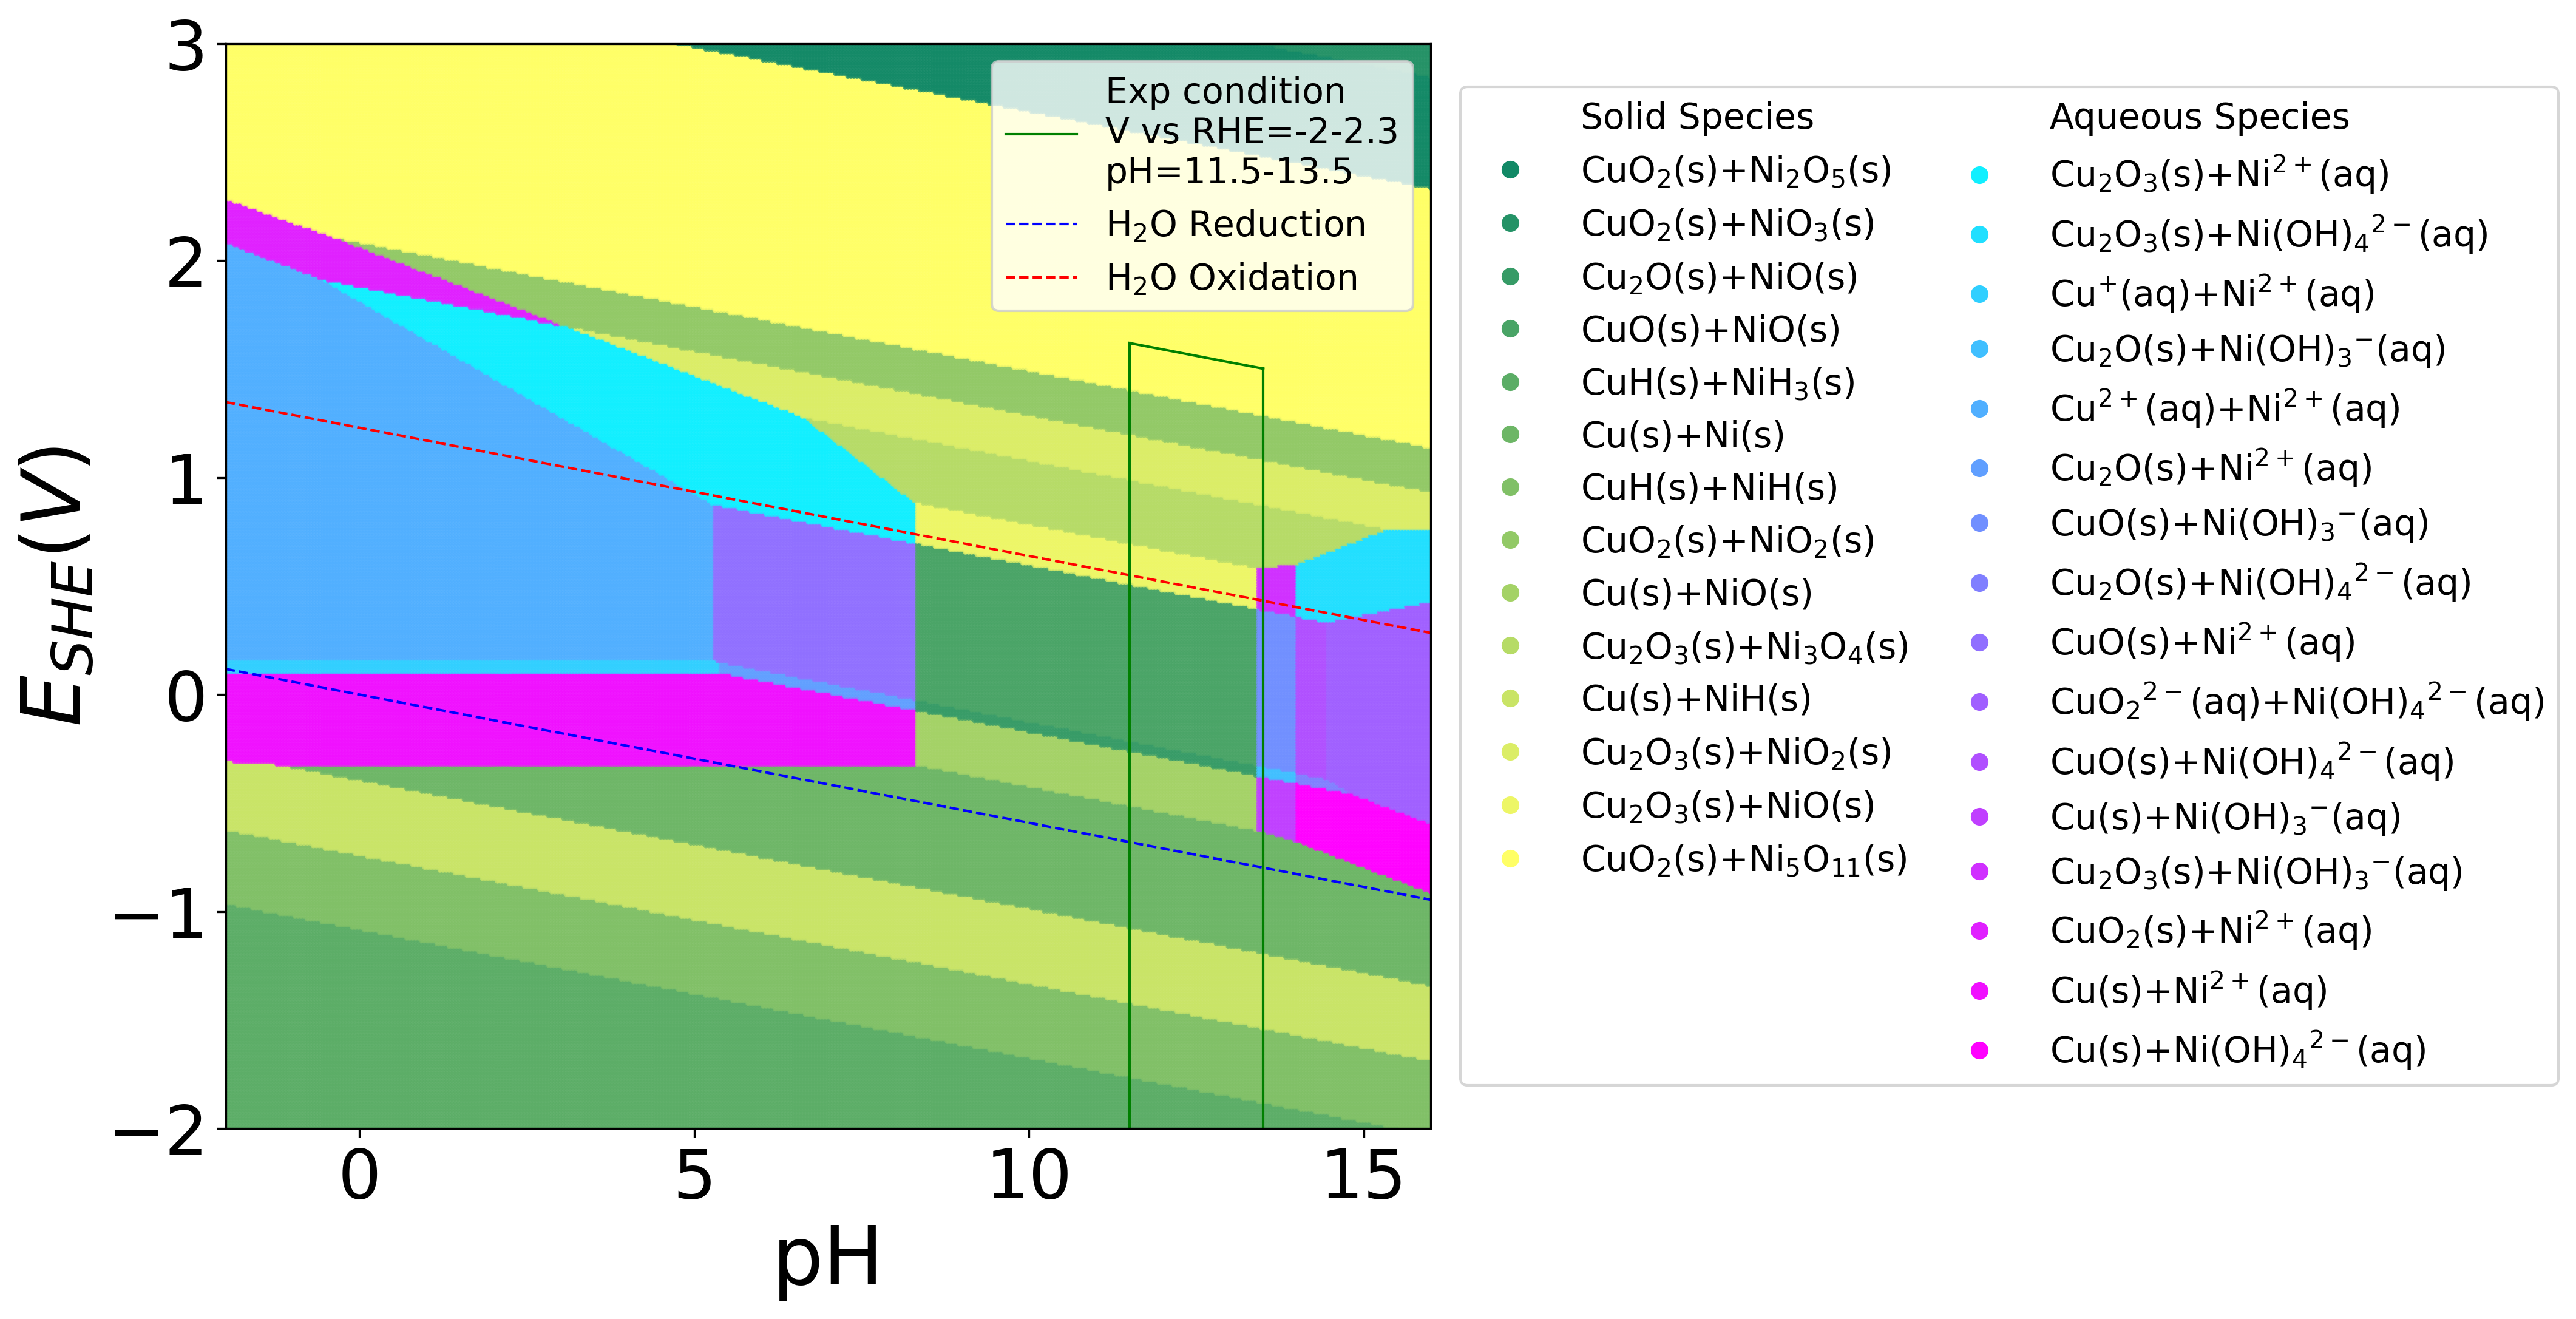 3
2
1
0
−1
−2
E_SHE(V)
0 5 10 15
pH
Exp condition
V vs RHE=-2-2.3
pH=11.5-13.5
H₂O Reduction
H₂O Oxidation
Solid Species
CuO₂(s)+Ni₂O₅(s)
CuO₂(s)+NiO₃(s)
Cu₂O(s)+NiO(s)
CuO(s)+NiO(s)
CuH(s)+NiH₃(s)
Cu(s)+Ni(s)
CuH(s)+NiH(s)
CuO₂(s)+NiO₂(s)
Cu(s)+NiO(s)
Cu₂O₃(s)+Ni₃O₄(s)
Cu(s)+NiH(s)
Cu₂O₃(s)+NiO₂(s)
Cu₂O₃(s)+NiO(s)
CuO₂(s)+Ni₅O₁₁(s)
Aqueous Species
Cu₂O₃(s)+Ni²⁺(aq)
Cu₂O₃(s)+Ni(OH)₄²⁻(aq)
Cu⁺(aq)+Ni²⁺(aq)
Cu₂O(s)+Ni(OH)₃⁻(aq)
Cu²⁺(aq)+Ni²⁺(aq)
Cu₂O(s)+Ni²⁺(aq)
CuO(s)+Ni(OH)₃⁻(aq)
Cu₂O(s)+Ni(OH)₄²⁻(aq)
CuO(s)+Ni²⁺(aq)
CuO₂²⁻(aq)+Ni(OH)₄²⁻(aq)
CuO(s)+Ni(OH)₄²⁻(aq)
Cu(s)+Ni(OH)₃⁻(aq)
Cu₂O₃(s)+Ni(OH)₃⁻(aq)
CuO₂(s)+Ni²⁺(aq)
Cu(s)+Ni²⁺(aq)
Cu(s)+Ni(OH)₄²⁻(aq)